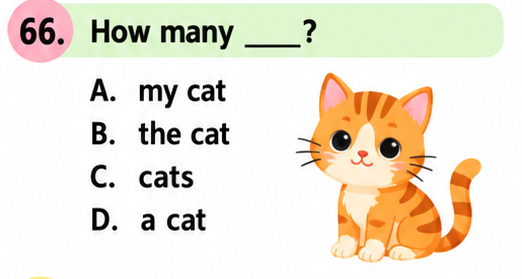 66. How many ____?
A. my cat
B. the cat
C. cats
D. a cat